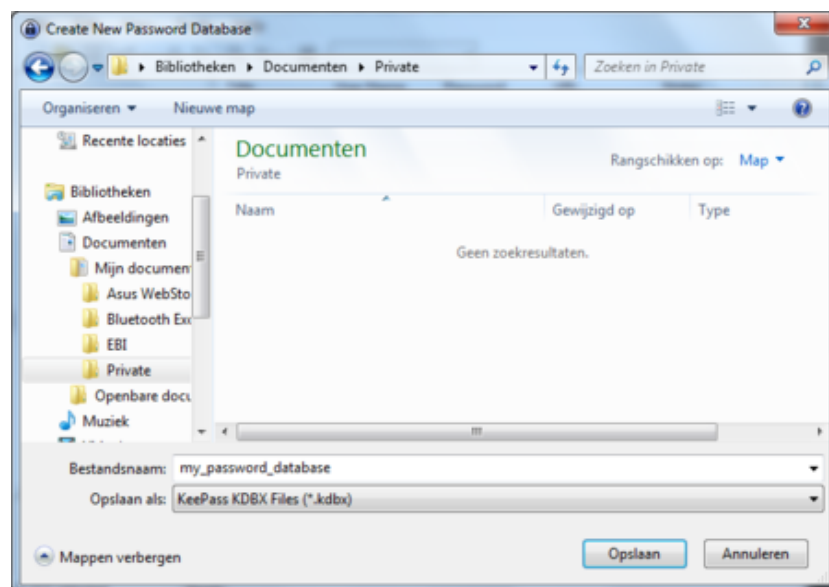 Create New Password Database
Bibliotheken Documenten Private
Zoeken in Private
Organiseren
Nieuwe map
Recente locaties
Bibliotheken
Afbeeldingen
Documenten
Mijn documen
Asus WebSto
Bluetooth Exc
EBI
Private
Openbare docu
Muziek
Documenten
Private
Rangschikken op: Map
Naam Gewijzigd op Type
Geen zoekresultaten.
Bestandsnaam: my_password_database
Opslaan als: KeePass KDBX Files (*.kdbx)
Mappen verbergen
Opslaan
Annuleren